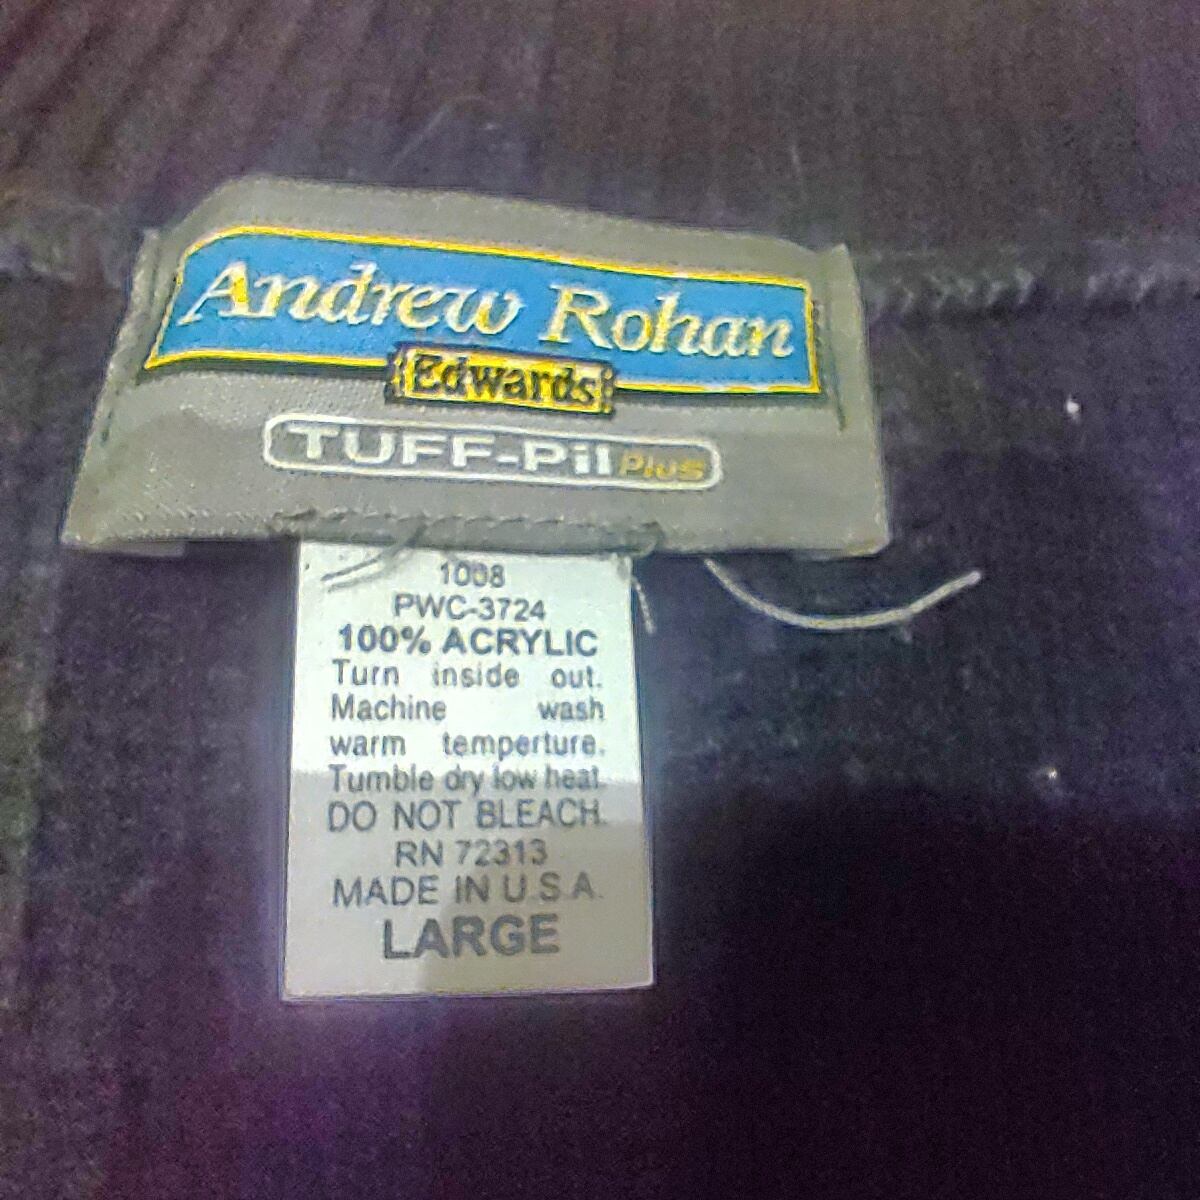 Andrew Rohan
Edwards
TUFF-Pil Plus
1008
PWC-3724
100% ACRYLIC
Turn inside out.
Machine wash
warm temperture.
Tumble dry low heat.
DO NOT BLEACH.
RN 72313
MADE IN U.S.A.
LARGE